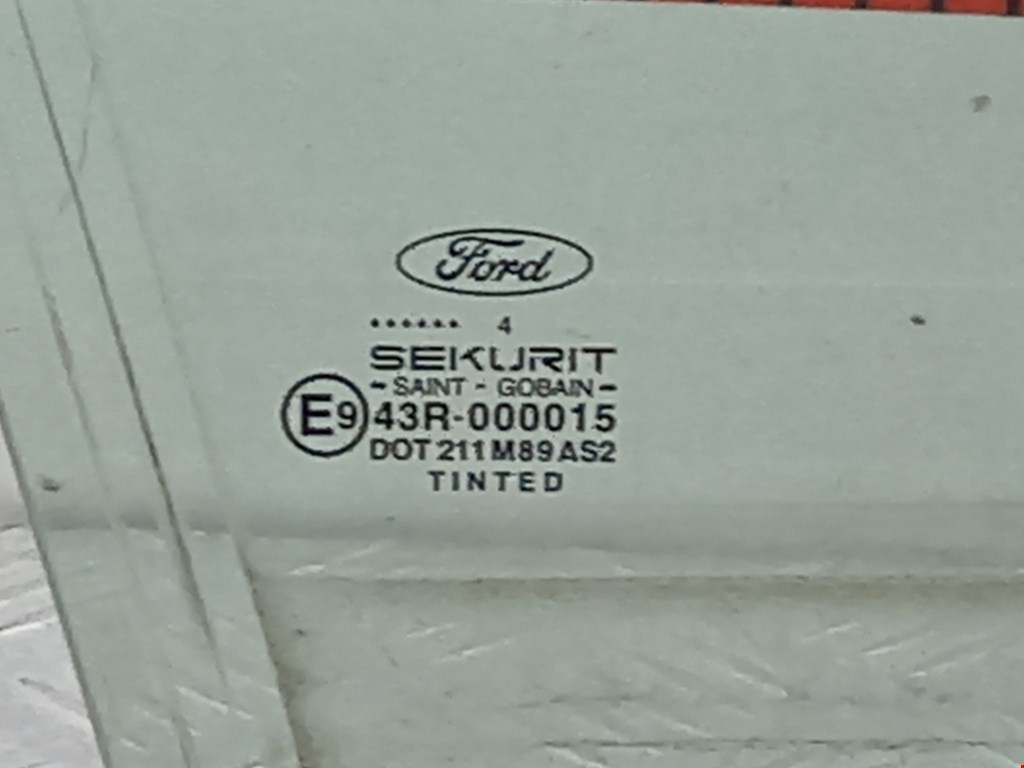 Ford
...... 4
SEKURIT
- SAINT - GOBAIN -
E9 43R-000015
DOT 211 M89 AS2
TINTED